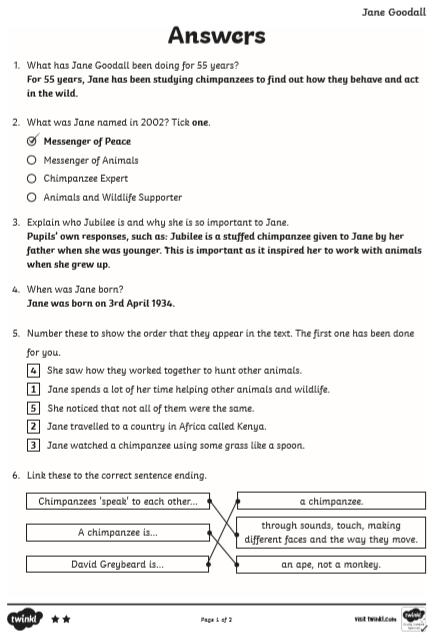 Jane Goodall
Answers
1. What has Jane Goodall been doing for 55 years?
For 55 years, Jane has been studying chimpanzees to find out how they behave and act
in the wild.
2. What was Jane named in 2002? Tick one.
Messenger of Peace
Messenger of Animals
Chimpanzee Expert
Animals and Wildlife Supporter
3. Explain who Jubilee is and why she is so important to Jane.
Pupils' own responses, such as: Jubilee is a stuffed chimpanzee given to Jane by her
father when she was younger. This is important as it inspired her to work with animals
when she grew up.
4. When was Jane born?
Jane was born on 3rd April 1934.
5. Number these to show the order that they appear in the text. The first one has been done
for you.
4 She saw how they worked together to hunt other animals.
1 Jane spends a lot of her time helping other animals and wildlife.
5 She noticed that not all of them were the same.
2 Jane travelled to a country in Africa called Kenya.
3 Jane watched a chimpanzee using some grass like a spoon.
6. Link these to the correct sentence ending.
Chimpanzees 'speak' to each other...
a chimpanzee.
A chimpanzee is...
through sounds, touch, making
different faces and the way they move.
David Greybeard is...
an ape, not a monkey.
twinkl
Page 1 of 2
visit twinkl.com
twinkl